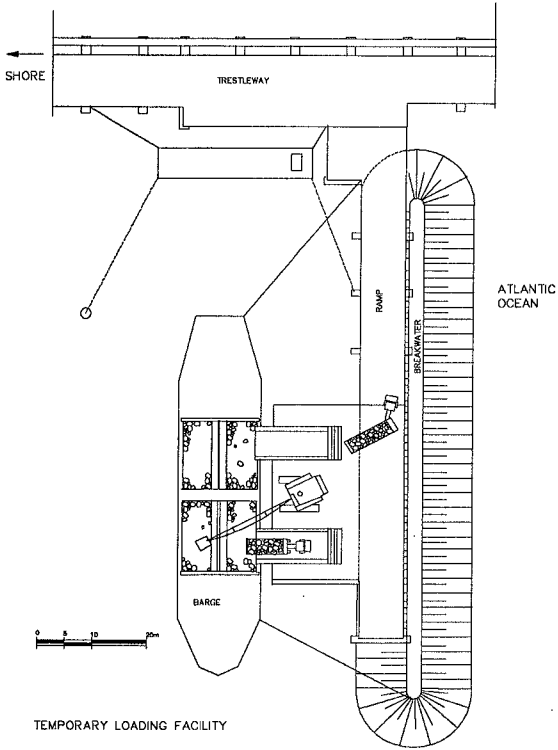 SHORE
TRESTLEWAY
ATLANTIC
OCEAN
RAMP
BREAKWATER
BARGE
0 5 10 20m
TEMPORARY LOADING FACILITY